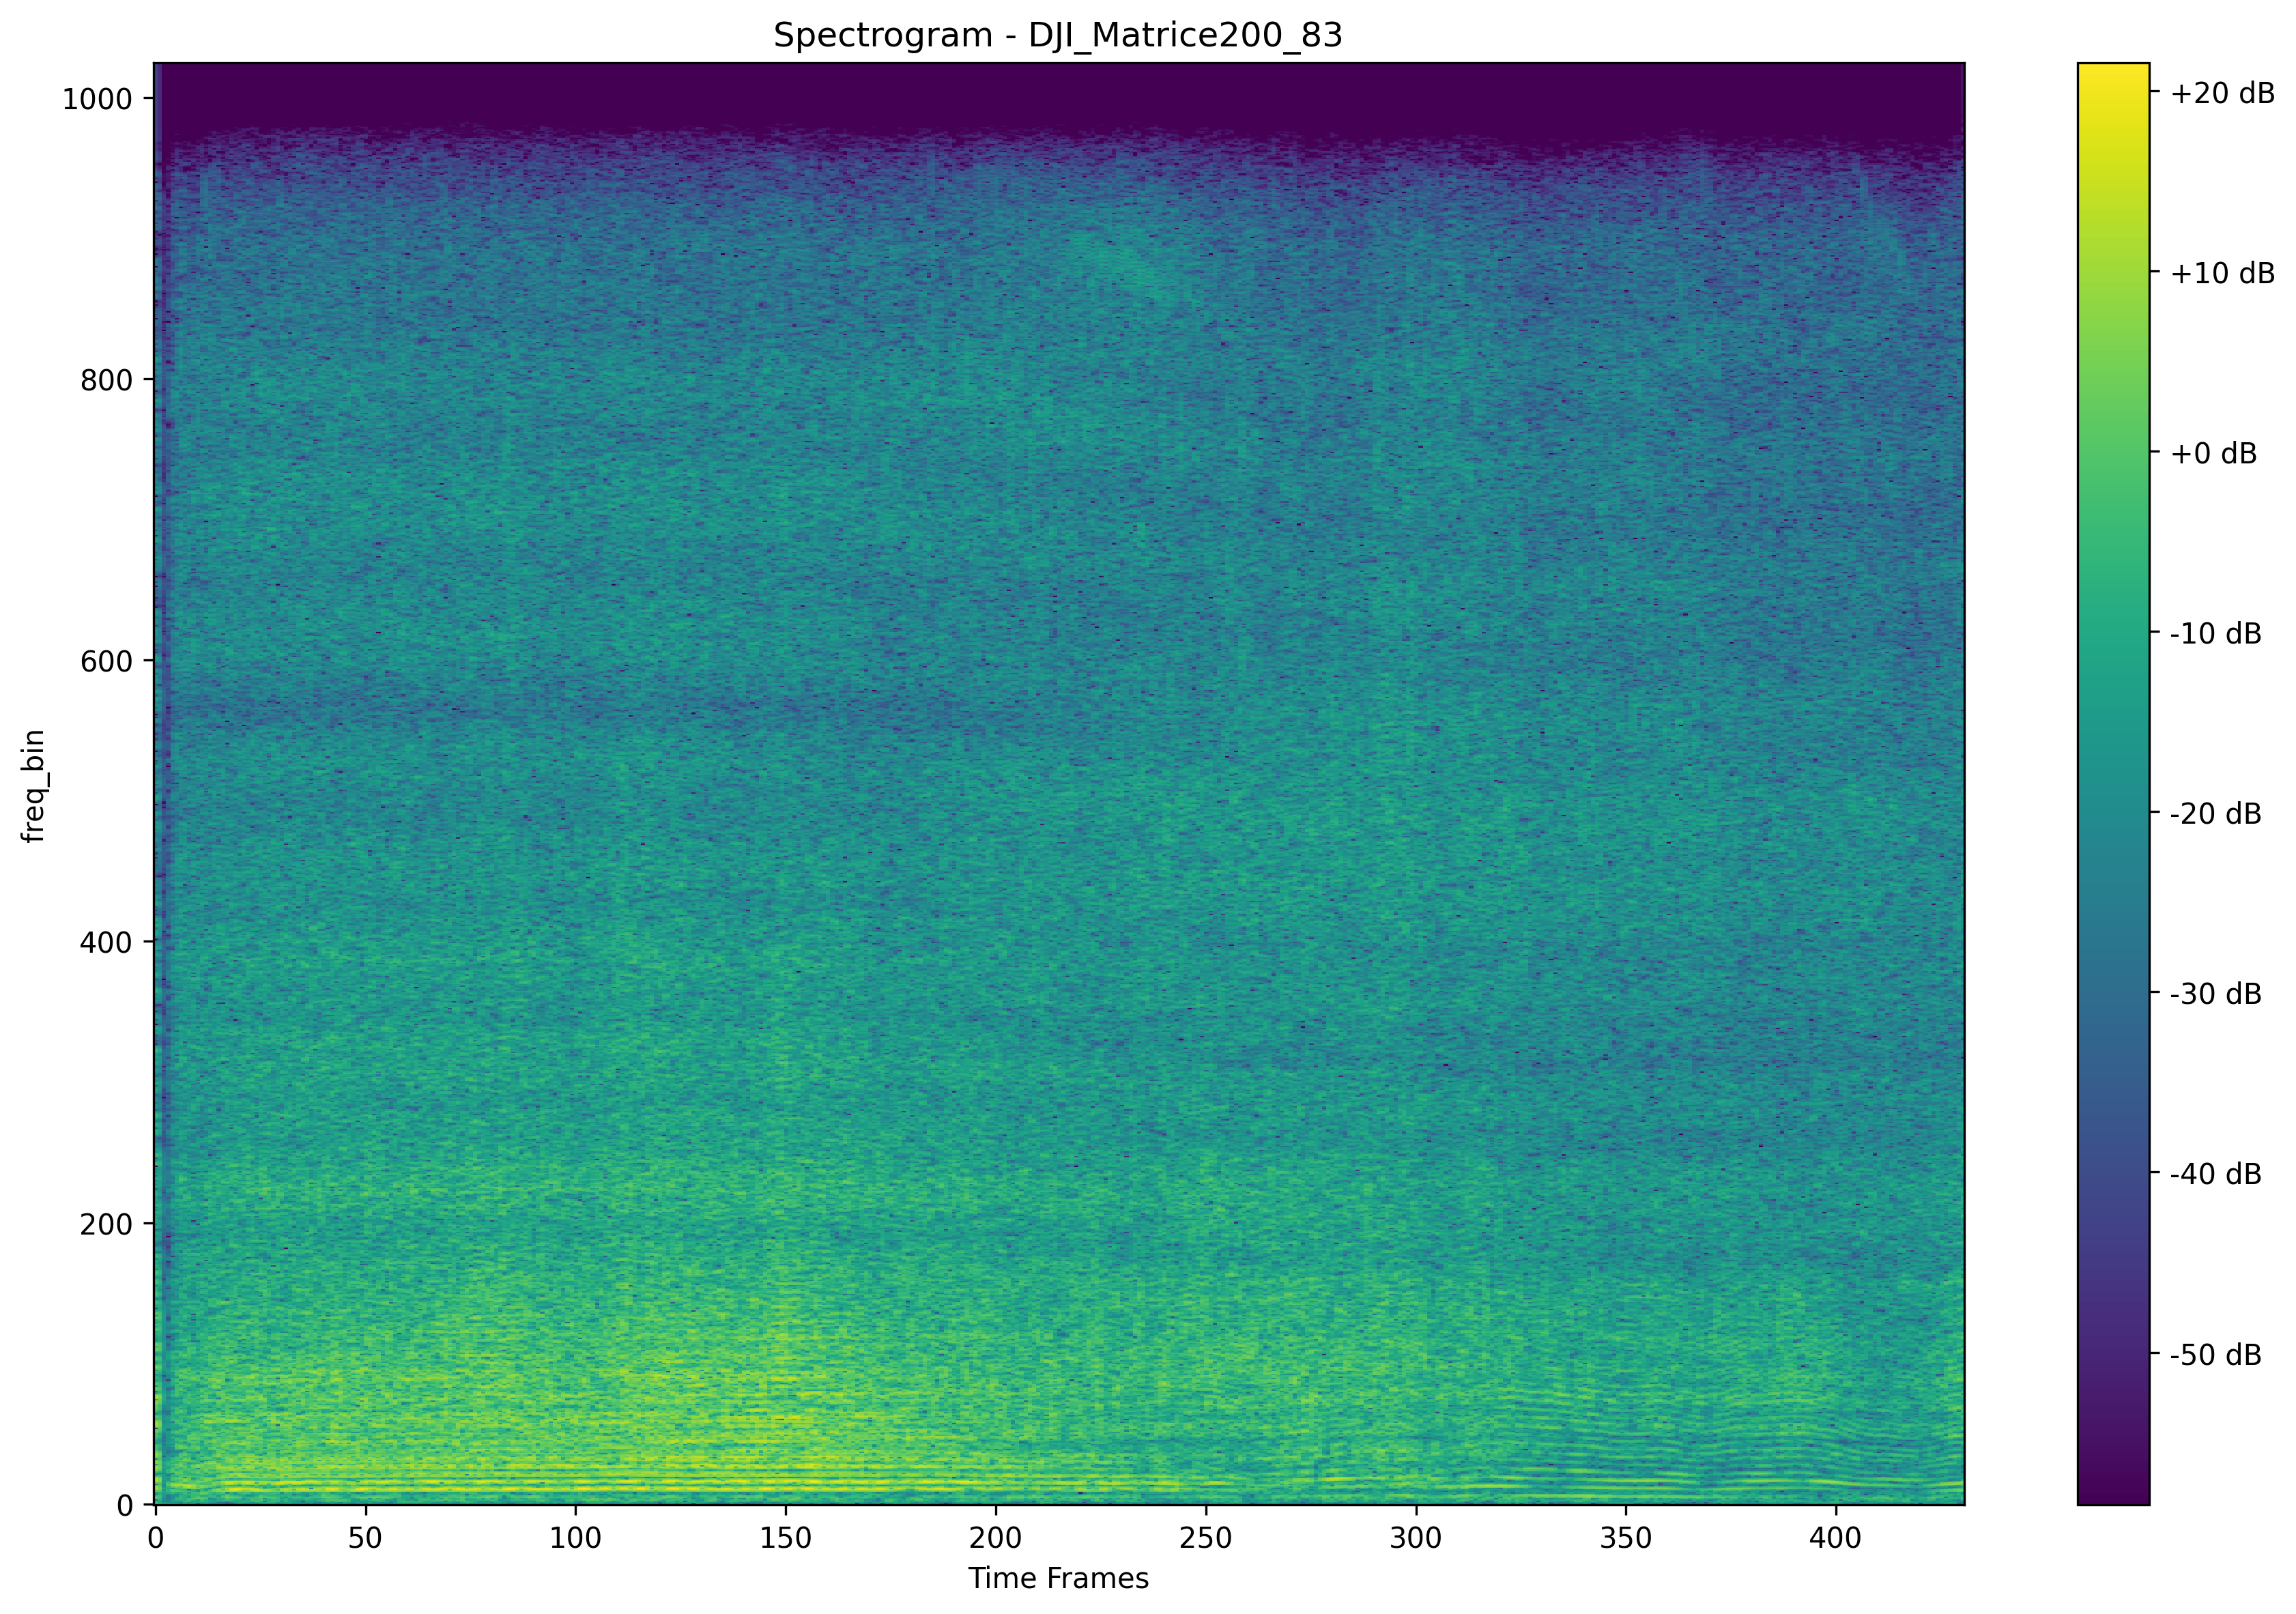 Spectrogram - DJI_Matrice200_83
1000
800
600
400
200
0
freq_bin
0 50 100 150 200 250 300 350 400
Time Frames
+20 dB
+10 dB
+0 dB
-10 dB
-20 dB
-30 dB
-40 dB
-50 dB